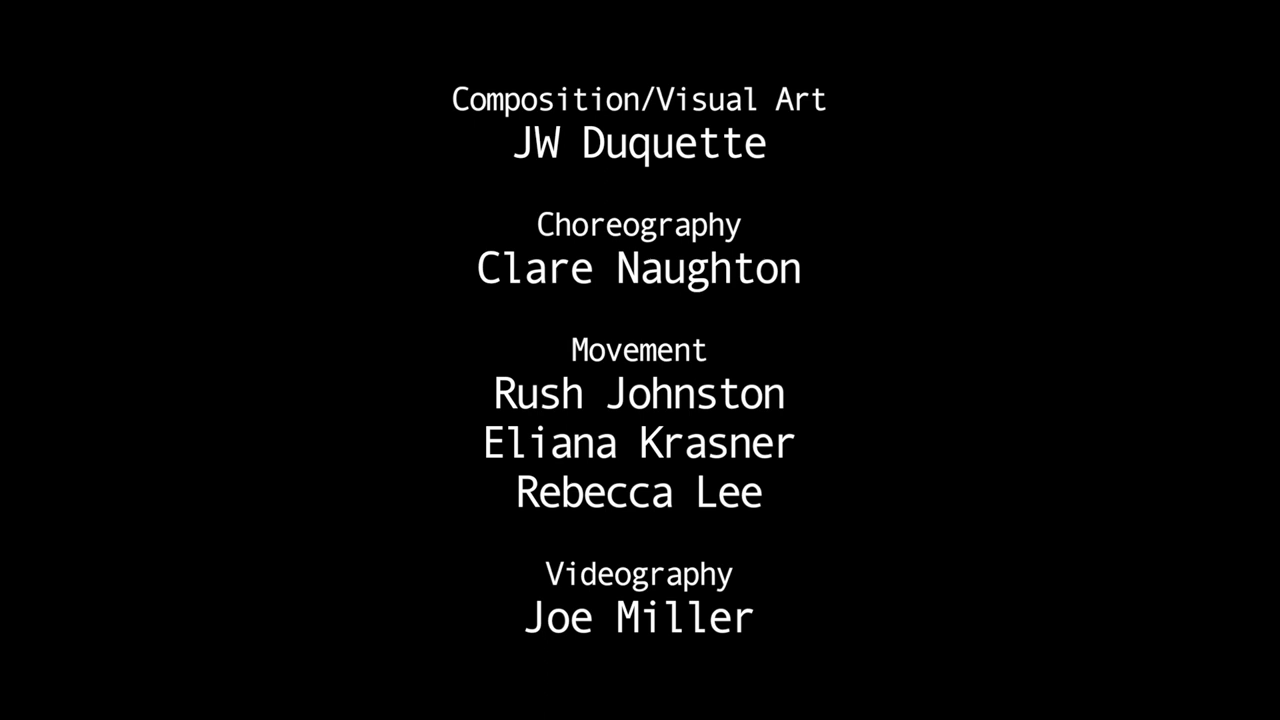 Composition/Visual Art
JW Duquette
Choreography
Clare Naughton
Movement
Rush Johnston
Eliana Krasner
Rebecca Lee
Videography
Joe Miller